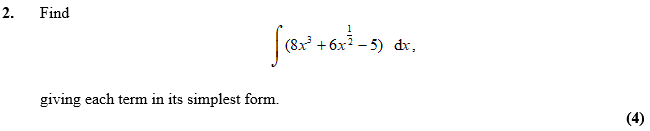 2. Find
∫(8x³ + 6x^{1/2} – 5) dx,
giving each term in its simplest form.
(4)